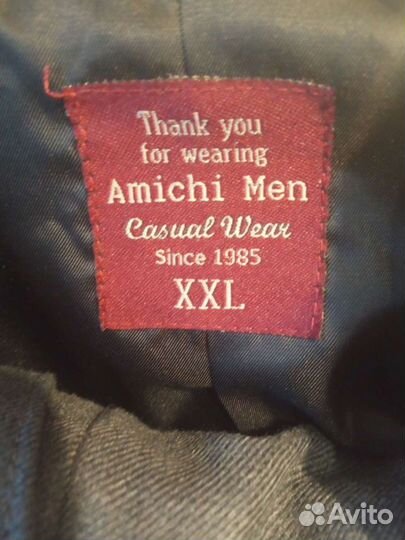 Thank you
for wearing
Amichi Men
Casual Wear
Since 1985
XXL
Avito